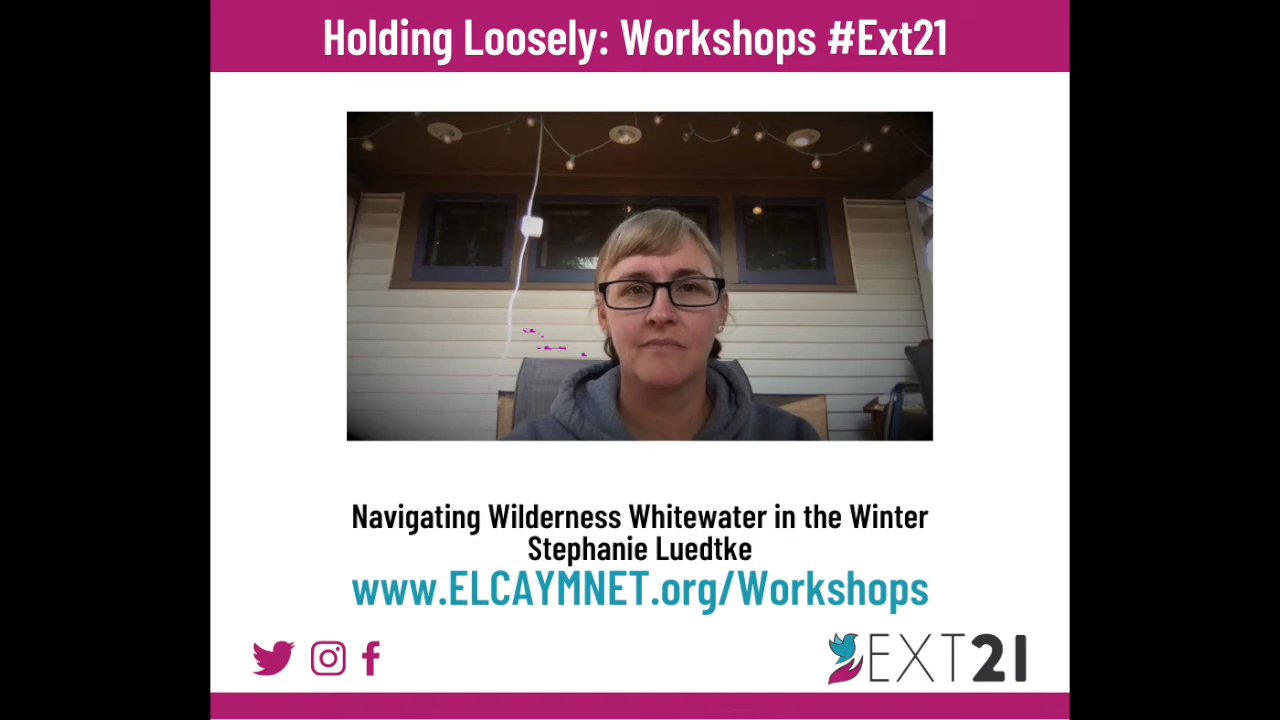 Holding Loosely: Workshops #Ext21
Navigating Wilderness Whitewater in the Winter
Stephanie Luedtke
www.ELCAYMNET.org/Workshops
EXT21